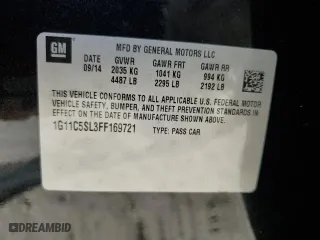 GM
MFD BY GENERAL MOTORS LLC
DATE GVWR GAWR FRT GAWR RR
09/14 2035 KG 1041 KG 994 KG
4487 LB 2295 LB 2192 LB
THIS VEHICLE CONFORMS TO ALL APPLICABLE U.S. FEDERAL MOTOR
VEHICLE SAFETY, BUMPER, AND THEFT PREVENTION STANDARDS IN
EFFECT ON THE DATE OF MANUFACTURE SHOWN ABOVE.
1G11C5SL3FF169721 TYPE: PASS CAR